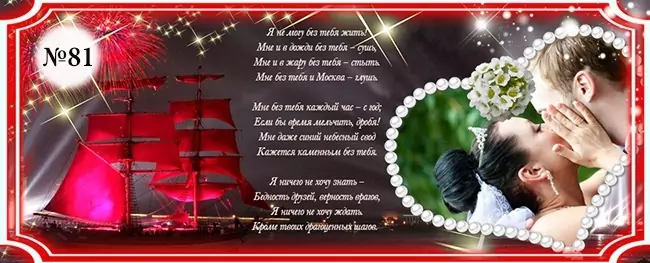 №81
Я не могу без тебя жить!
Мне и в дожди без тебя – сушь,
Мне и в жару без тебя – стыть.
Мне без тебя и Москва – глушь.
Мне без тебя каждый час – с год;
Если бы время мельчить, дробя!
Мне даже синий небесный свод
Кажется каменным без тебя.
Я ничего не хочу знать –
Бедность друзей, верность врагов,
Я ничего не хочу ждать.
Кроме твоих драгоценных шагов.